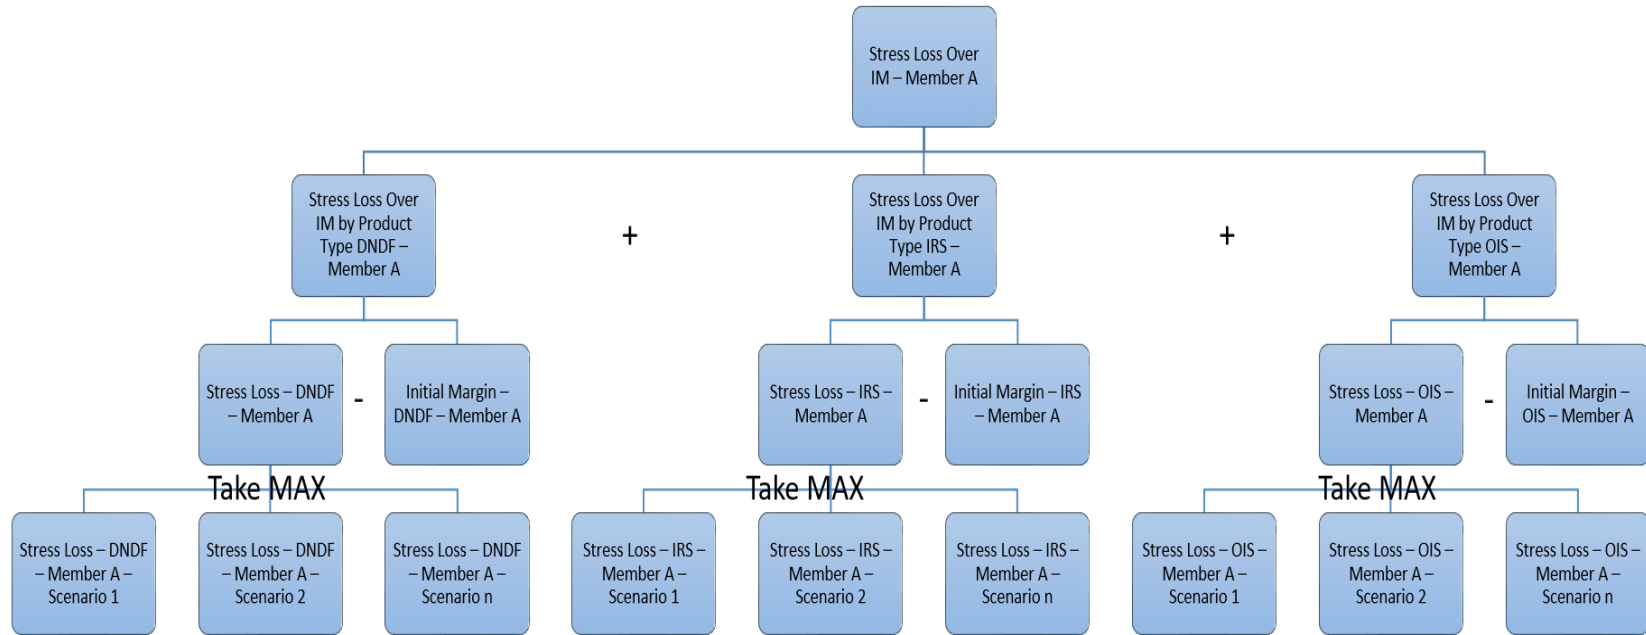 Stress Loss Over
IM – Member A
Stress Loss Over
IM by Product
Type DNDF –
Member A
+
Stress Loss Over
IM by Product
Type IRS –
Member A
+
Stress Loss Over
IM by Product
Type OIS –
Member A
Stress Loss – DNDF
– Member A
-
Initial Margin –
DNDF – Member A
Stress Loss – IRS –
Member A
-
Initial Margin – IRS
– Member A
Stress Loss – OIS –
Member A
-
Initial Margin –
OIS – Member A
Take MAX
Take MAX
Take MAX
Stress Loss – DNDF
– Member A –
Scenario 1
Stress Loss – DNDF
– Member A –
Scenario 2
Stress Loss – DNDF
– Member A –
Scenario n
Stress Loss – IRS –
Member A –
Scenario 1
Stress Loss – IRS –
Member A –
Scenario 2
Stress Loss – IRS –
Member A –
Scenario n
Stress Loss – OIS –
Member A –
Scenario 1
Stress Loss – OIS –
Member A –
Scenario 2
Stress Loss – OIS –
Member A –
Scenario n